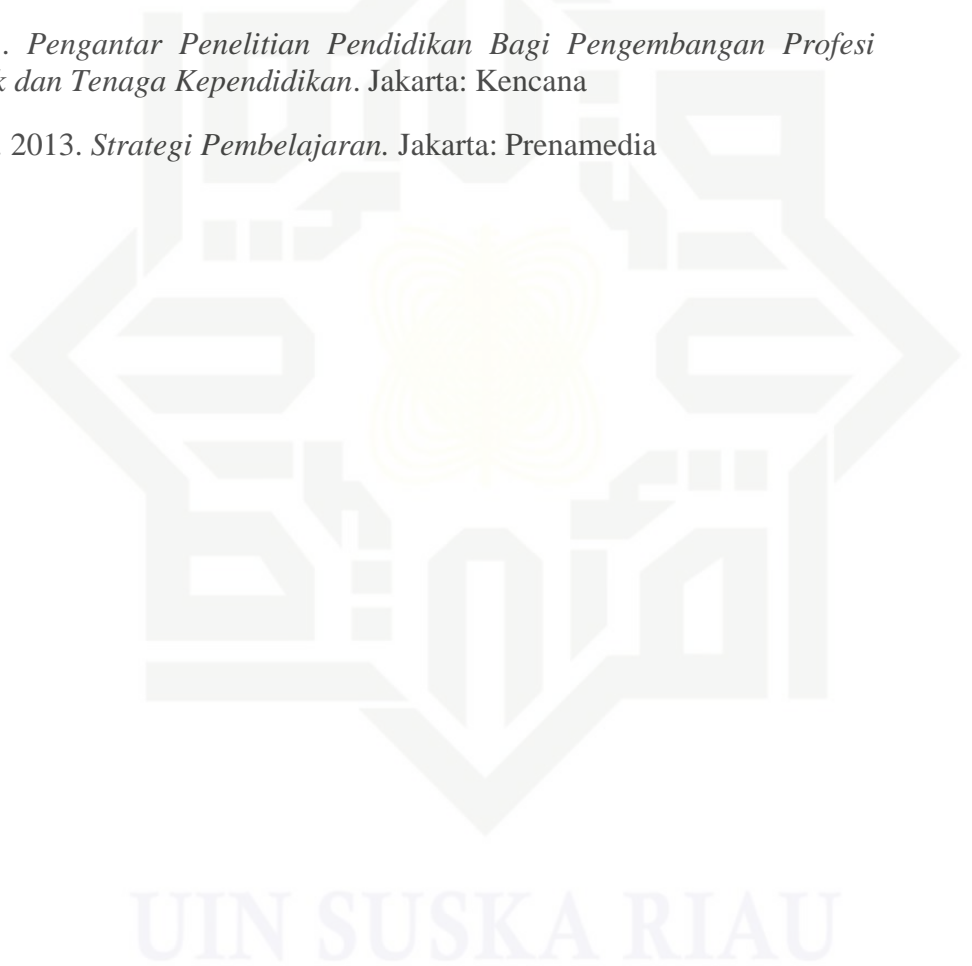 . Pengantar Penelitian Pendidikan Bagi Pengembangan Profesi
k dan Tenaga Kependidikan. Jakarta: Kencana
. 2013. Strategi Pembelajaran. Jakarta: Prenamedia
UIN SUSKA RIAU